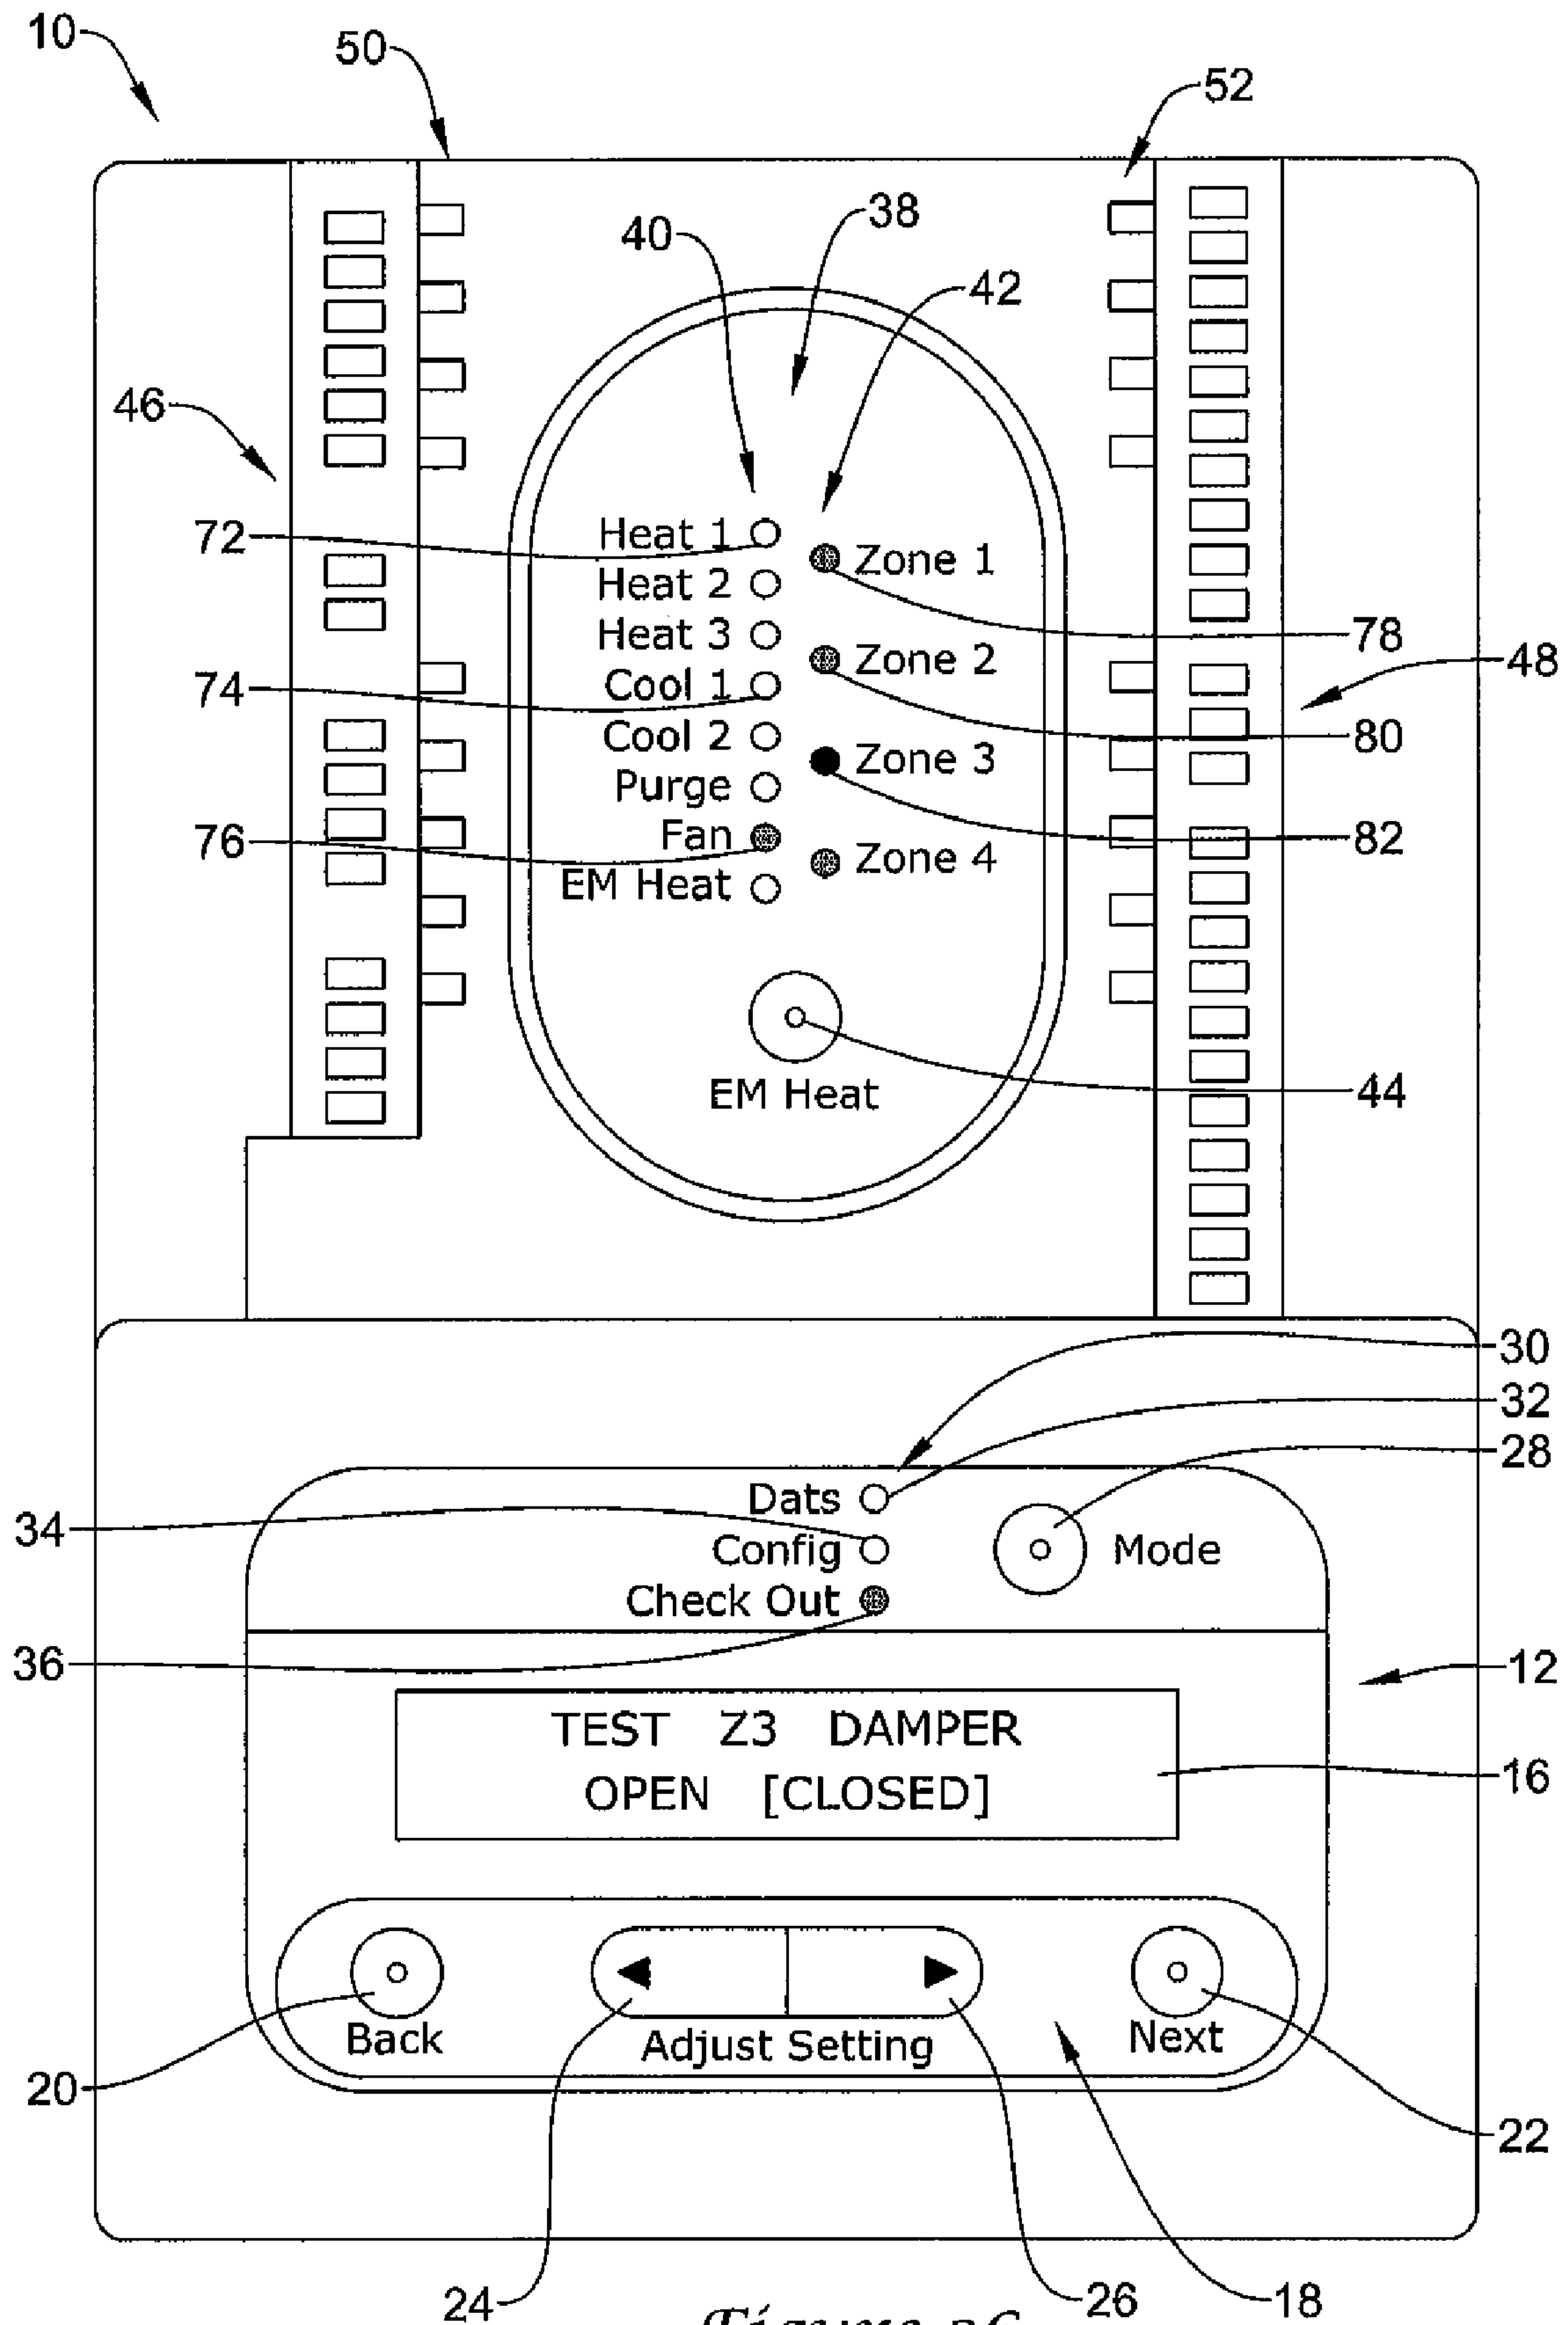 10
50
52
38
40
42
46
72
Heat 1
Zone 1
Heat 2
Heat 3
78
Zone 2
48
74
Cool 1
Cool 2
80
Zone 3
Purge
76
Fan
82
Zone 4
EM Heat
44
EM Heat
30
32
28
Dats
34
Config
Mode
Check Out
36
12
TEST Z3 DAMPER
OPEN [CLOSED]
16
Back
Adjust Setting
Next
20
22
24
26
18